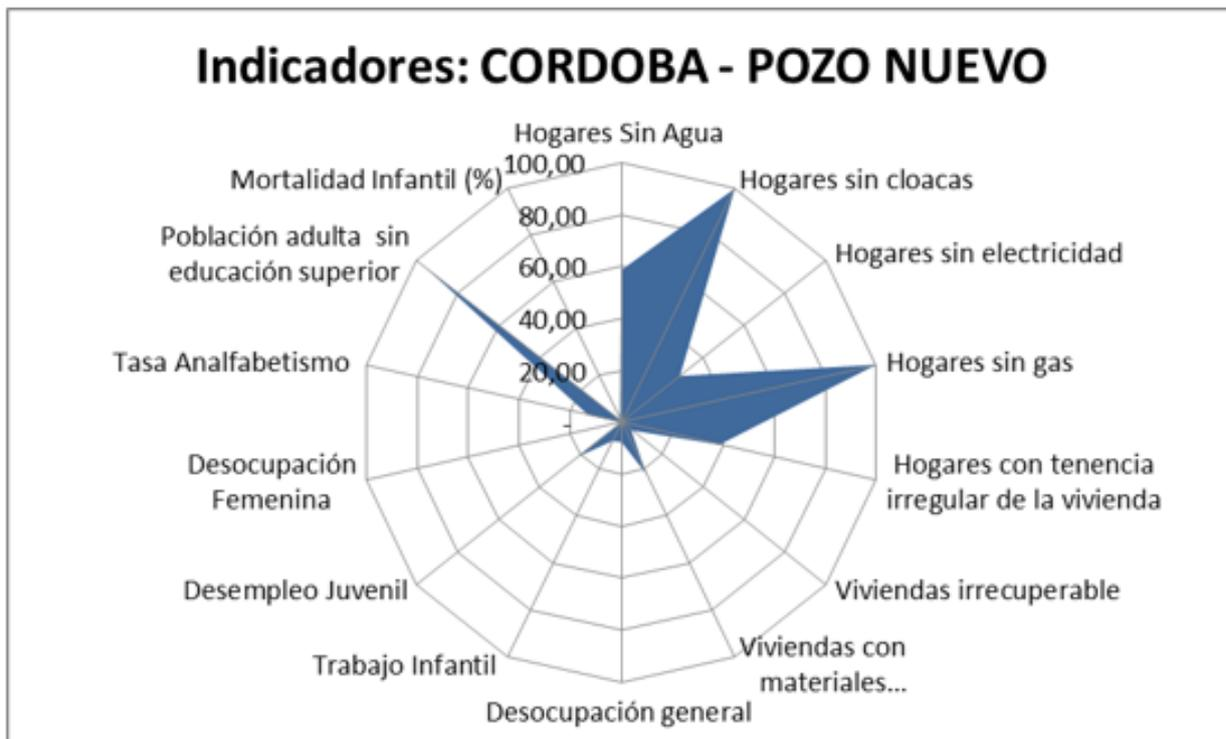 Indicadores: CORDOBA - POZO NUEVO
Hogares Sin Agua
100,00
80,00
60,00
40,00
20,00
-
Hogares sin cloacas
Hogares sin electricidad
Hogares sin gas
Hogares con tenencia
irregular de la vivienda
Viviendas irrecuperable
Viviendas con
materiales...
Desocupación general
Trabajo Infantil
Desempleo Juvenil
Desocupación
Femenina
Tasa Analfabetismo
Población adulta  sin
educación superior
Mortalidad Infantil (%)